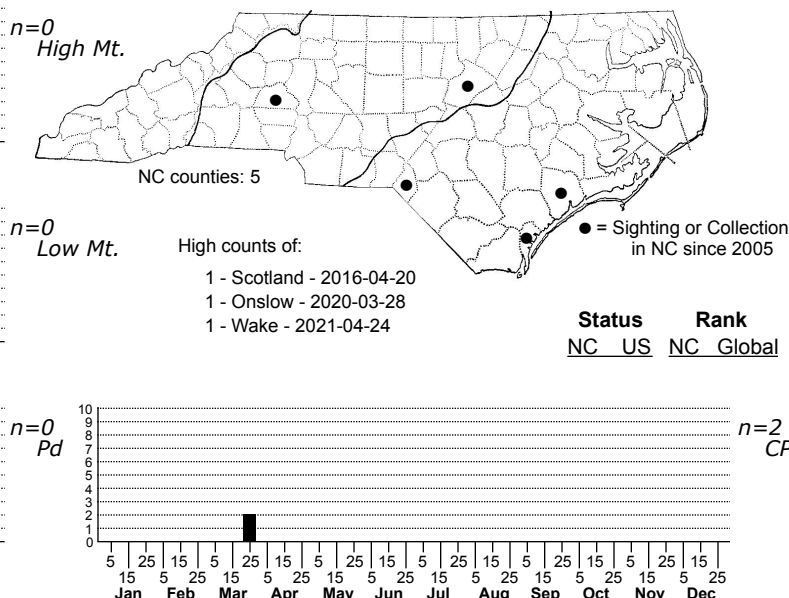 n=0
High Mt.
NC counties: 5
n=0
Low Mt.
High counts of:
1 - Scotland - 2016-04-20
1 - Onslow - 2020-03-28
1 - Wake - 2021-04-24
● = Sighting or Collection
in NC since 2005
Status Rank
NC US NC Global
n=0
Pd
n=2
CP
10
9
8
7
6
5
4
3
2
1
0
5 25 15 5 25 15 5 25 15 5 25 15 5 25 15 5 25 15
15 5 25 15 5 25 15 5 25 15 5 25 15 5 25 15 5 25
Jan Feb Mar Apr May Jun Jul Aug Sep Oct Nov Dec